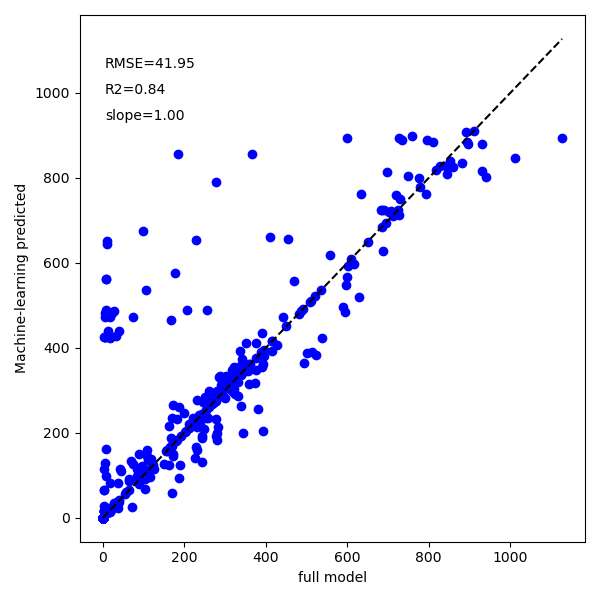 RMSE=41.95
R2=0.84
slope=1.00
1000
800
600
400
200
0
Machine-learning predicted
0 200 400 600 800 1000
full model